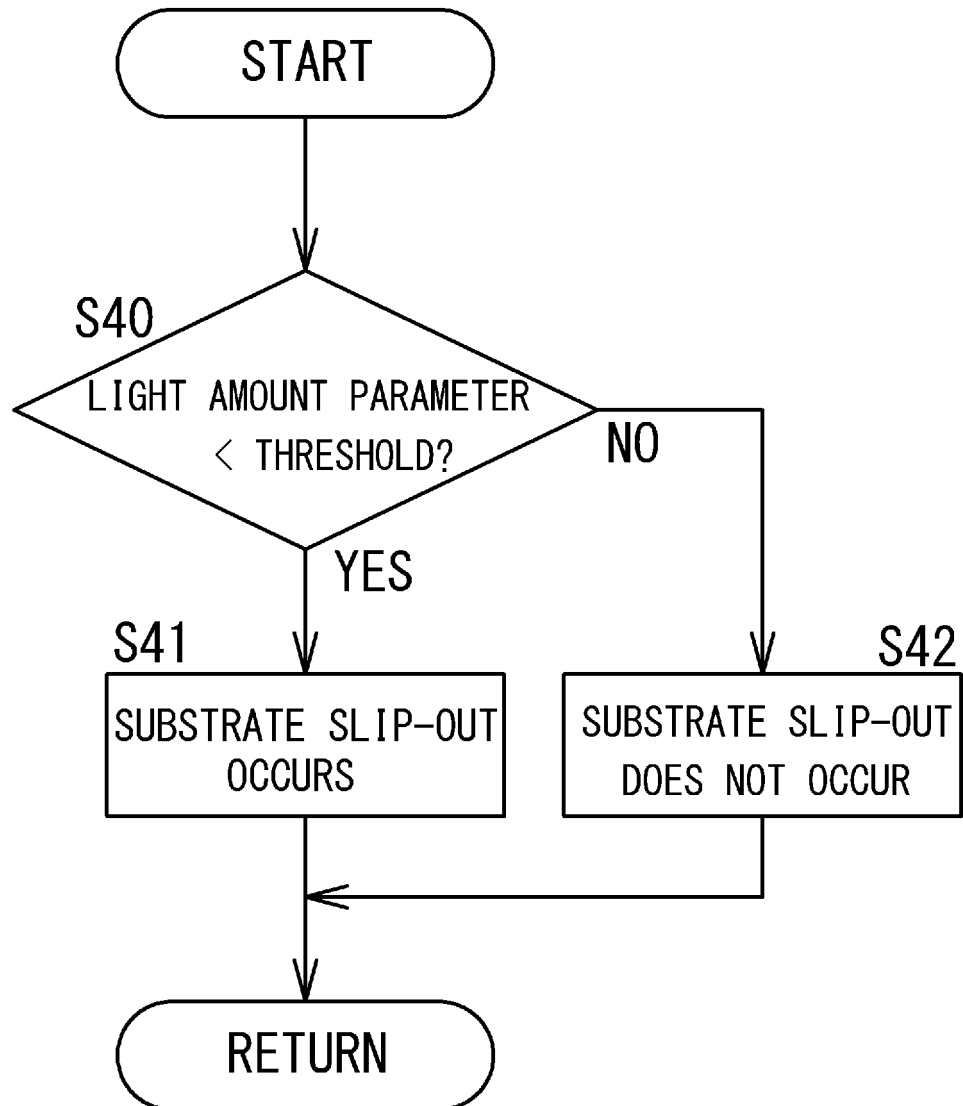 START
S40
LIGHT AMOUNT PARAMETER
< THRESHOLD?
NO
YES
S41
SUBSTRATE SLIP-OUT
OCCURS
S42
SUBSTRATE SLIP-OUT
DOES NOT OCCUR
RETURN